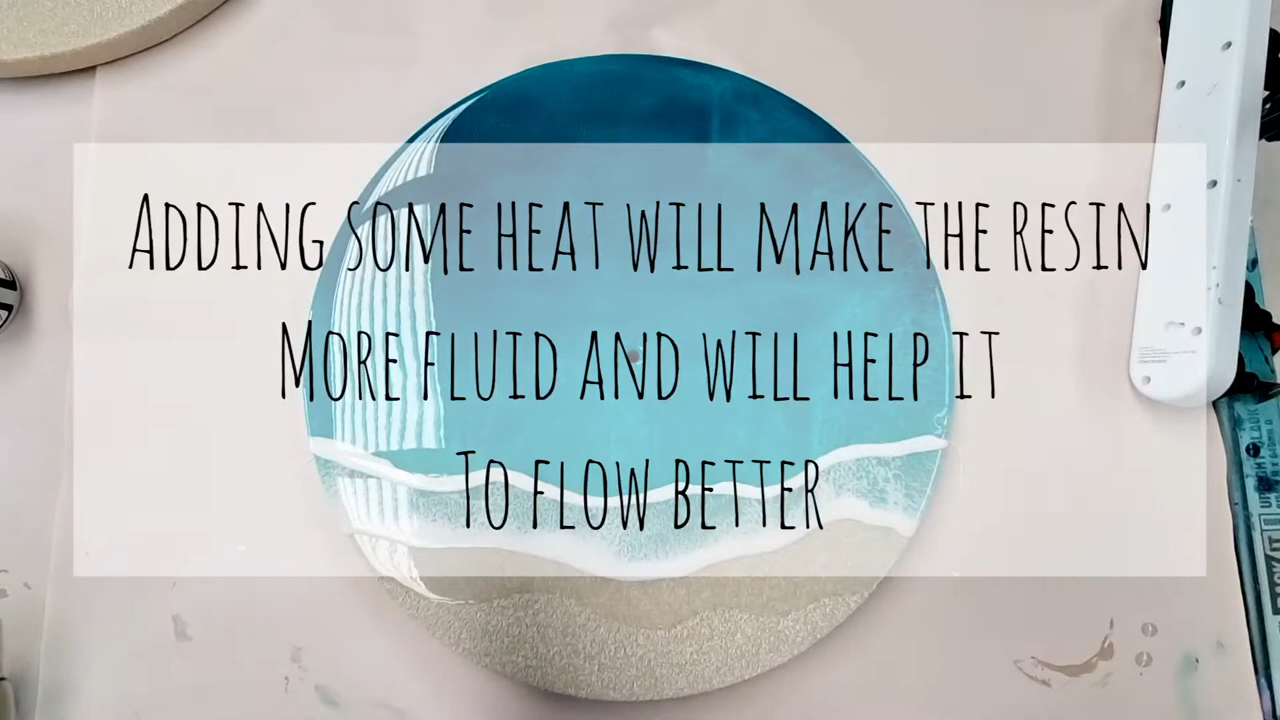 Adding some heat will make the resin
More fluid and will help it
To flow better